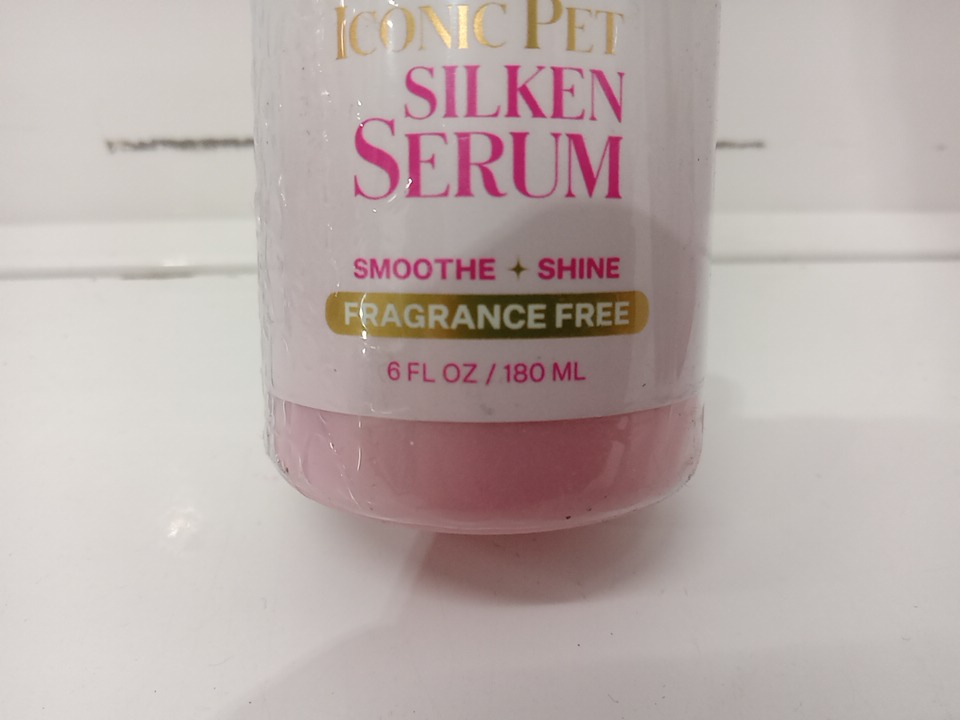 ICONIC PET
SILKEN
SERUM
SMOOTHE ✦ SHINE
FRAGRANCE FREE
6 FL OZ / 180 ML